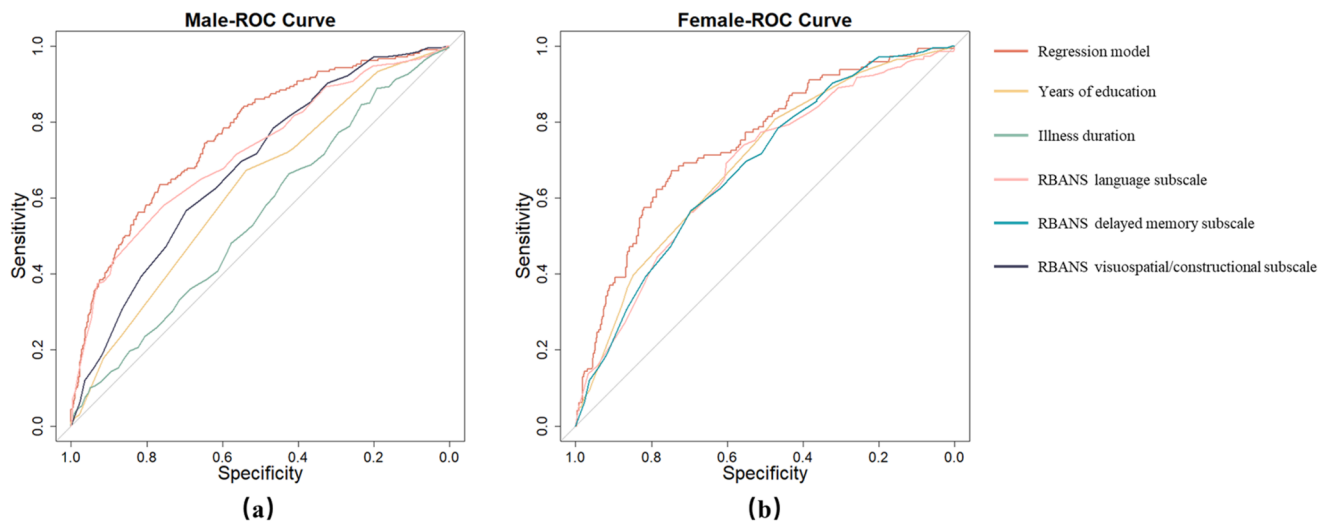 Male-ROC Curve
Sensitivity
1.0
0.8
0.6
0.4
0.2
0.0
1.0 0.8 0.6 0.4 0.2 0.0
Specificity
(a)
Female-ROC Curve
Sensitivity
1.0
0.8
0.6
0.4
0.2
0.0
1.0 0.8 0.6 0.4 0.2 0.0
Specificity
(b)
Regression model
Years of education
Illness duration
RBANS language subscale
RBANS delayed memory subscale
RBANS visuospatial/constructional subscale